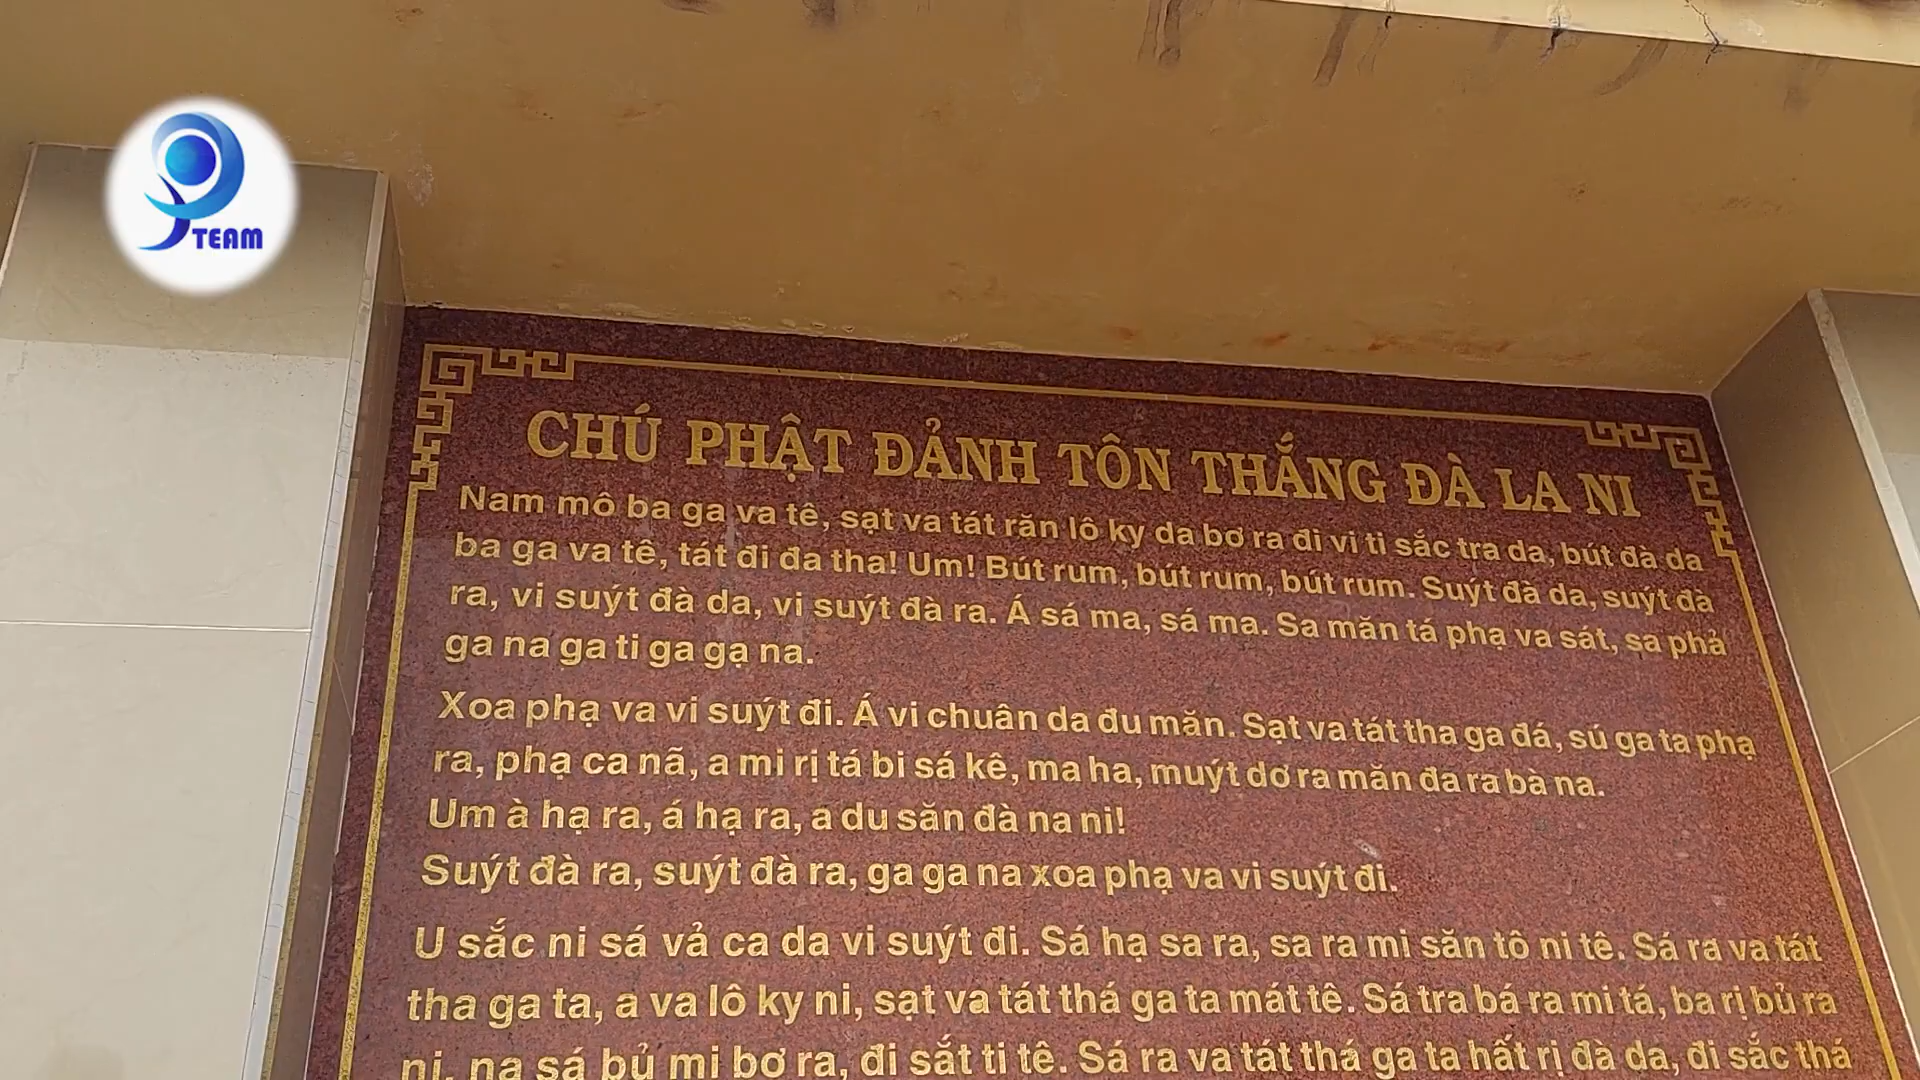 TEAM
CHÚ PHẬT ĐẢNH TÔN THẮNG ĐÀ LA NI
Nam mô ba ga va tê, sạt va tát răn lô ky da bơ ra đi vi ti sắc tra da, bút đà da
ba ga va tê, tát đi đa tha! Um! Bút rum, bút rum, bút rum. Suýt đà da, suýt đà
ra, vi suýt đà da, vị suýt đà ra. Á sá ma, sá ma. Sa măn tá phạ va sát, sa phả
ga na ga ti ga gạ na.
Xoa phạ va vi suýt đi. Á vi chuân da đu măn. Sạt va tát tha ga đá, sú ga ta phạ
ra, phạ ca nã, a mi rị tá bi sá kê, ma ha, muýt dơ ra măn đa ra bà na.
Um à hạ ra, á hạ ra, a du săn đà na ni!
Suýt đà ra, suýt đà ra, ga ga na xoa phạ va vi suýt đi.
U sắc ni sá vả ca da vi suýt đi. Sá hạ sa ra, sa ra mi săn tô ni tê. Sá ra va tát
tha ga ta, a va lô ky ni, sạt va tát thá ga ta mát tê. Sá tra bá ra mi tá, ba rị bủ ra
ni, na sá bủ mi bơ ra, đi sắt ti tê. Sá ra va tát thá ga ta hất rị đà da, đi sắc thá